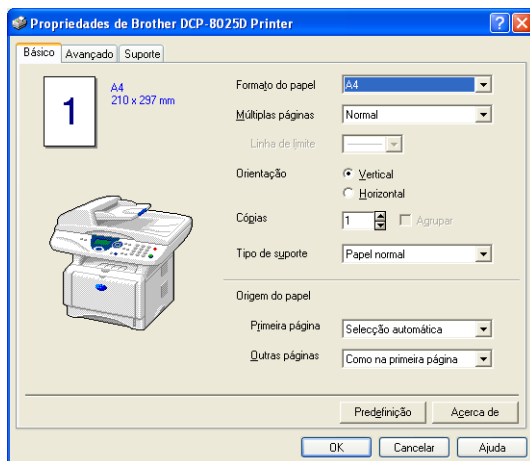 Propriedades de Brother DCP-8025D Printer
Básico Avançado Suporte
1
A4
210 x 297 mm
Formato do papel A4
Múltiplas páginas Normal
Linha de limite
Orientação Vertical
Horizontal
Cópias 1 Agrupar
Tipo de suporte Papel normal
Origem do papel
Primeira página Selecção automática
Outras páginas Como na primeira página
Predefinição Acerca de
OK Cancelar Ajuda